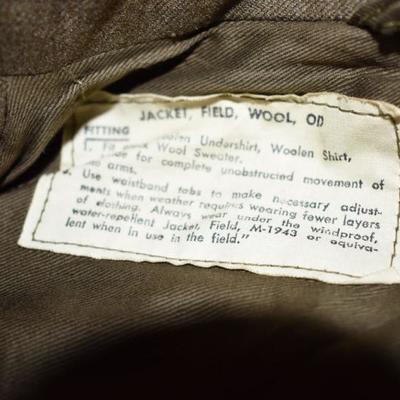 JACKET, FIELD, WOOL, OD
FITTING
1. Woolen Undershirt, Woolen Shirt,
Wool Sweater.
for complete unobstructed movement of
arms.
Use waistband tabs to make necessary adjust-
ments when weather requires wearing fewer layers
of clothing. Always wear under the windproof,
water-repellent Jacket, Field, M-1943 or equiva-
lent when in use in the field."